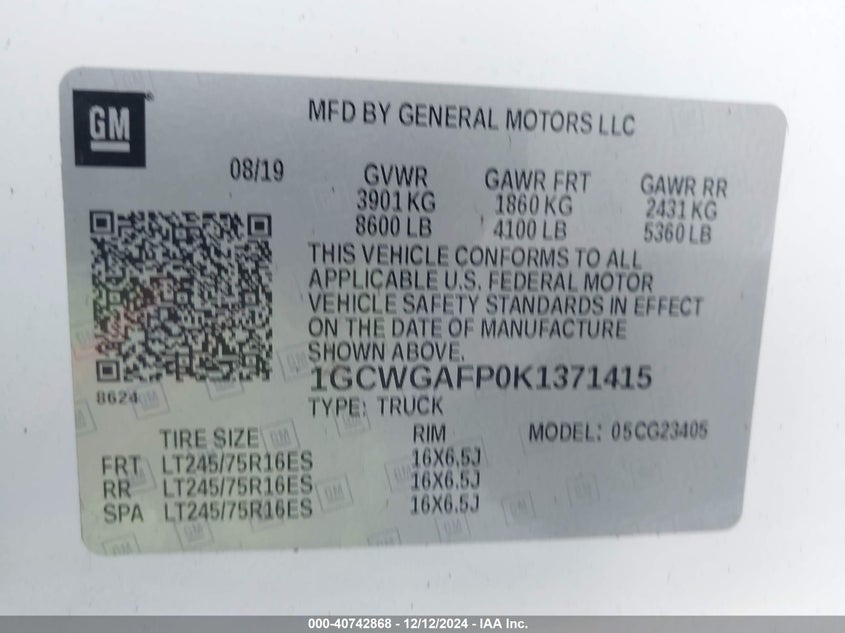 GM
MFD BY GENERAL MOTORS LLC
08/19
GVWR GAWR FRT GAWR RR
3901 KG 1860 KG 2431 KG
8600 LB 4100 LB 5360 LB
THIS VEHICLE CONFORMS TO ALL
APPLICABLE U.S. FEDERAL MOTOR
VEHICLE SAFETY STANDARDS IN EFFECT
ON THE DATE OF MANUFACTURE
SHOWN ABOVE.
8624
1GCWGAFP0K1371415
TYPE: TRUCK
TIRE SIZE RIM MODEL: 05CG23405
FRT LT245/75R16ES 16X6.5J
RR LT245/75R16ES 16X6.5J
SPA LT245/75R16ES 16X6.5J
000-40742868 - 12/12/2024 - IAA Inc.